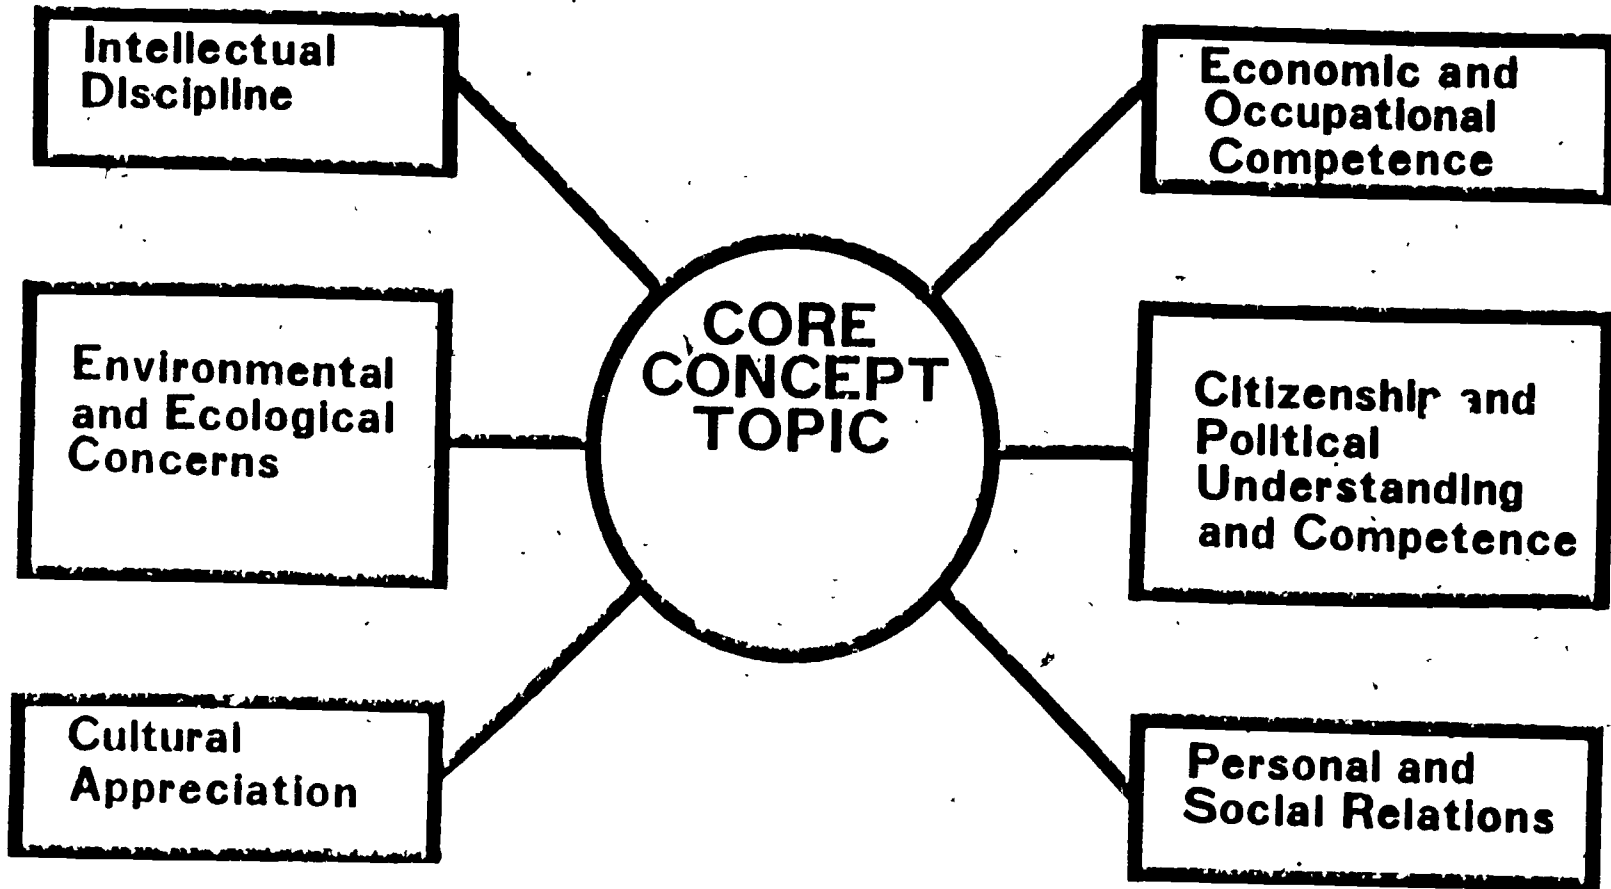 Intellectual
Discipline
Economic and
Occupational
Competence
CORE
CONCEPT
TOPIC
Environmental
and Ecological
Concerns
Citizenship and
Political
Understanding
and Competence
Cultural
Appreciation
Personal and
Social Relations